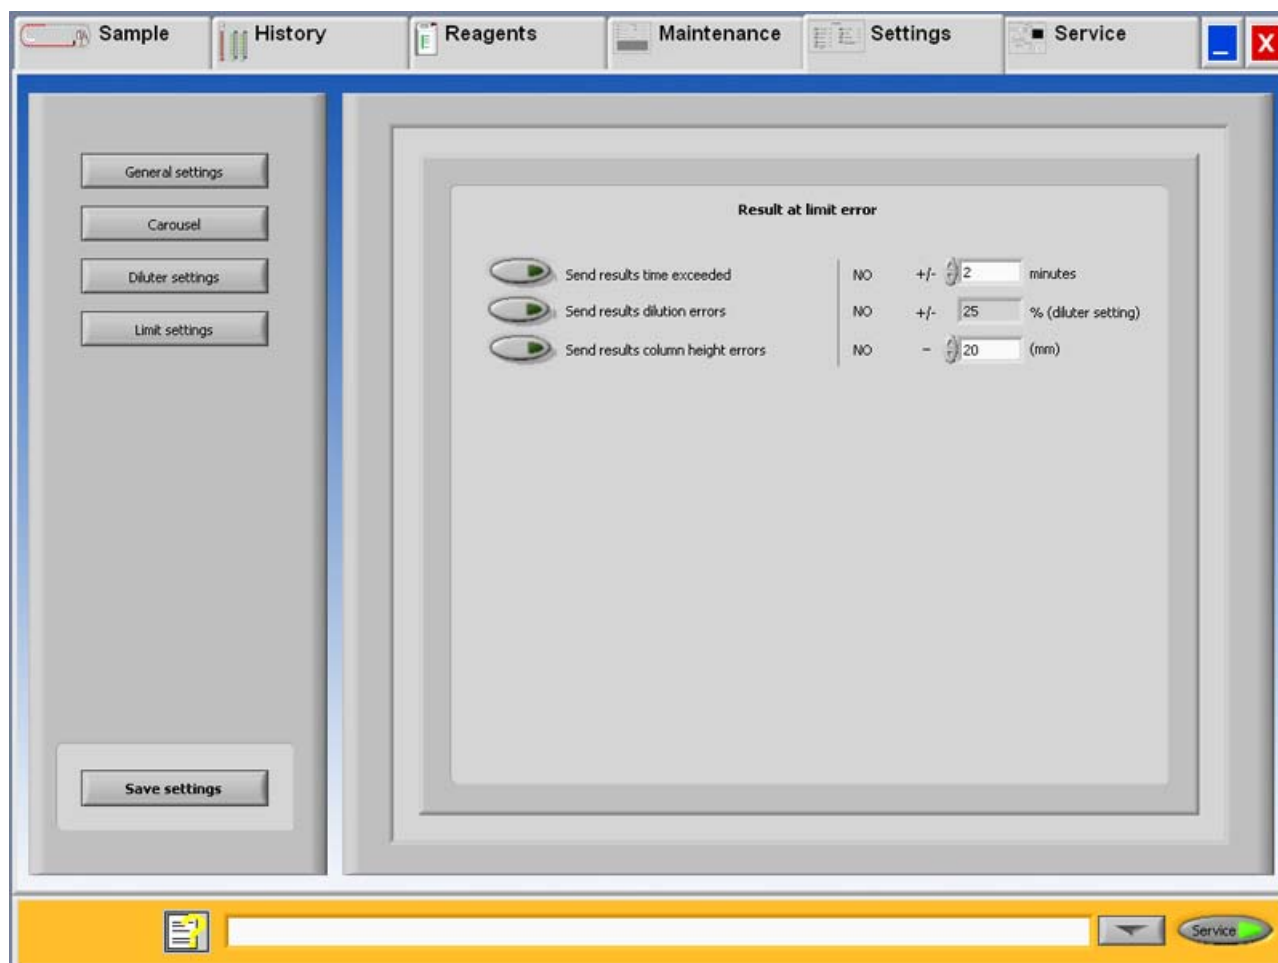 Sample History Reagents Maintenance Settings Service _ X
General settings
Carousel
Diluter settings
Limit settings
Save settings
Result at limit error
Send results time exceeded NO +/- 2 minutes
Send results dilution errors NO +/- 25 % (diluter setting)
Send results column height errors NO - 20 (mm)
Service